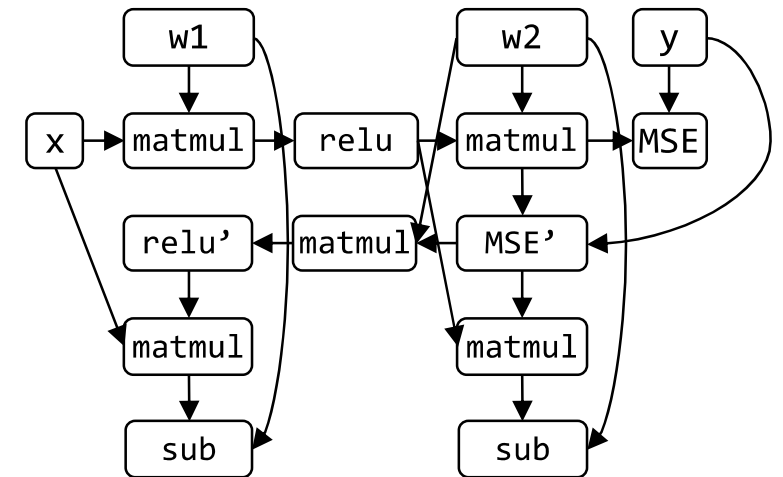 w1 w2 y
x matmul relu matmul MSE
relu’ matmul MSE’
matmul matmul
sub sub